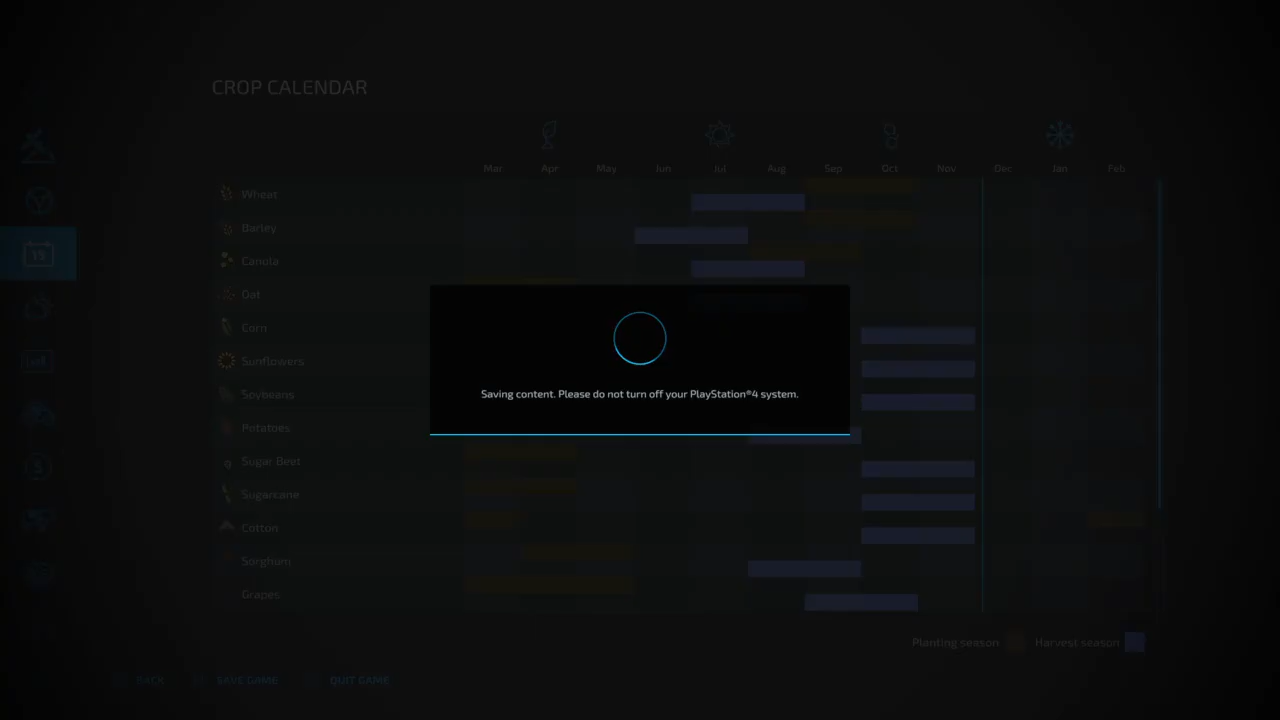 CROP CALENDAR
Mar Apr May Jun Jul Aug Sep Oct Nov Dec Jan Feb
15
Wheat
Barley
Canola
Oat
Corn
Sunflowers
Soybeans
Potatoes
Sugar Beet
Sugarcane
Cotton
Sorghum
Grapes
Saving content. Please do not turn off your PlayStation®4 system.
Planting season Harvest season
BACK SAVE GAME QUIT GAME